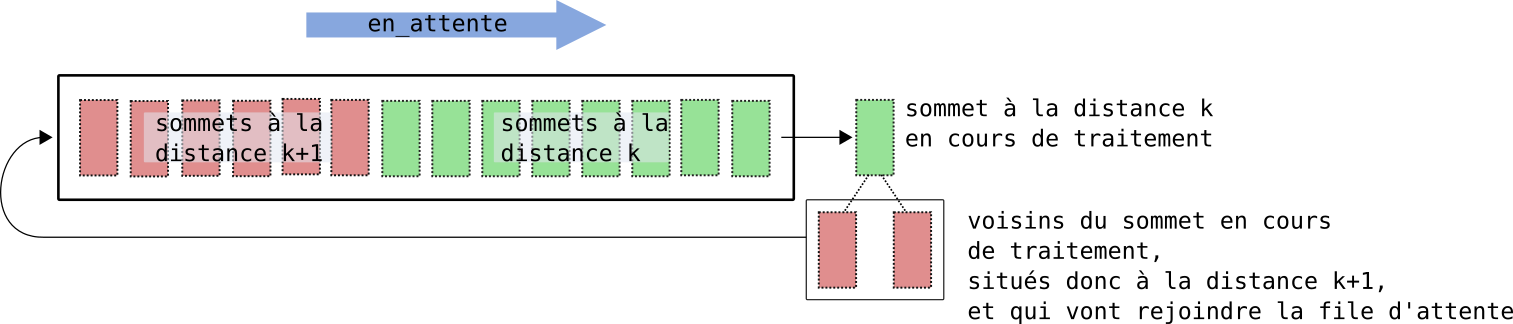 en_attente
sommets à la
distance k+1
sommets à la
distance k
sommet à la distance k
en cours de traitement
voisins du sommet en cours
de traitement,
situés donc à la distance k+1,
et qui vont rejoindre la file d'attente